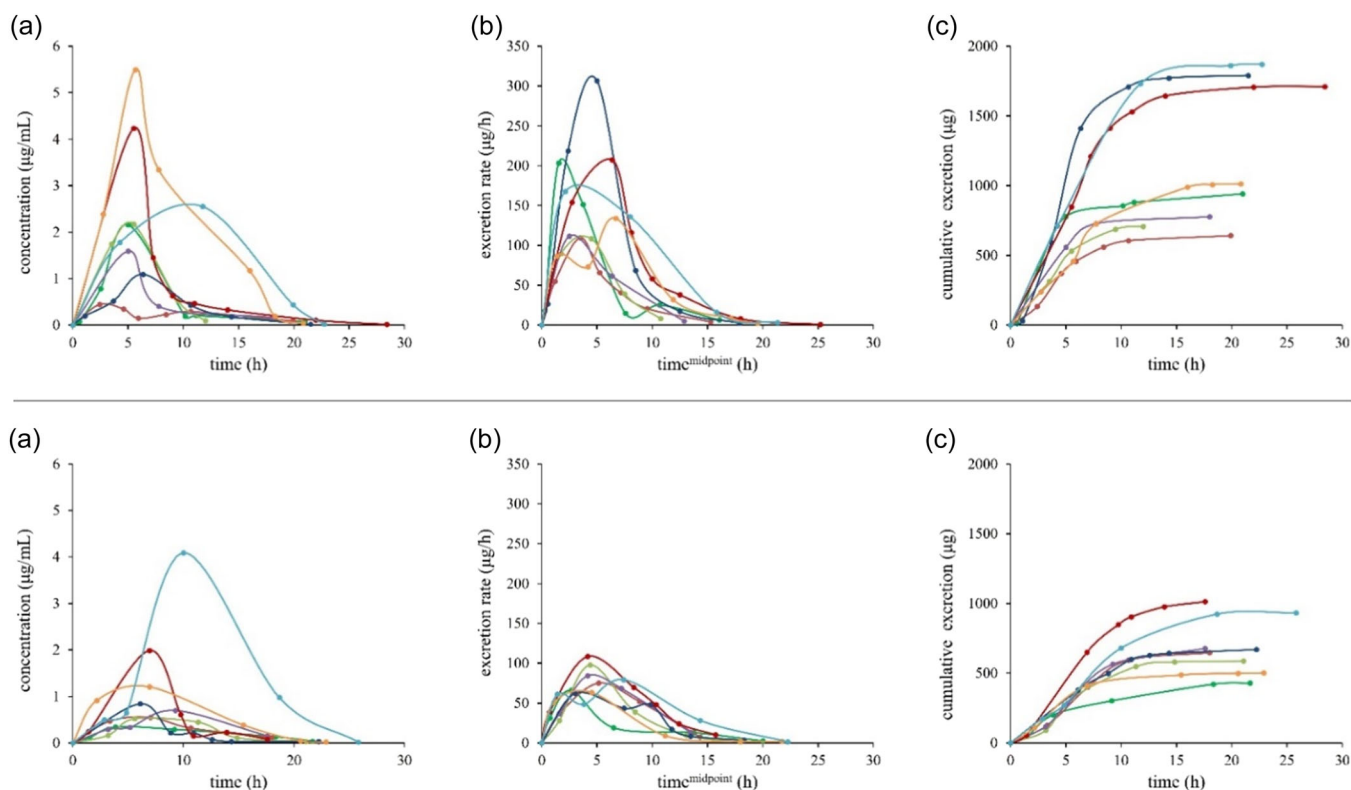 (a)
concentration (µg/mL)
6
5
4
3
2
1
0
0 5 10 15 20 25 30
time (h)
(b)
excretion rate (µg/h)
350
300
250
200
150
100
50
0
0 5 10 15 20 25 30
time^midpoint (h)
(c)
cumulative excretion (µg)
2000
1500
1000
500
0
0 5 10 15 20 25 30
time (h)
(a)
concentration (µg/mL)
6
5
4
3
2
1
0
0 10 20 30
time (h)
(b)
excretion rate (µg/h)
350
300
250
200
150
100
50
0
0 5 10 15 20 25 30
time^midpoint (h)
(c)
cumulative excretion (µg)
2000
1500
1000
500
0
0 5 10 15 20 25 30
time (h)